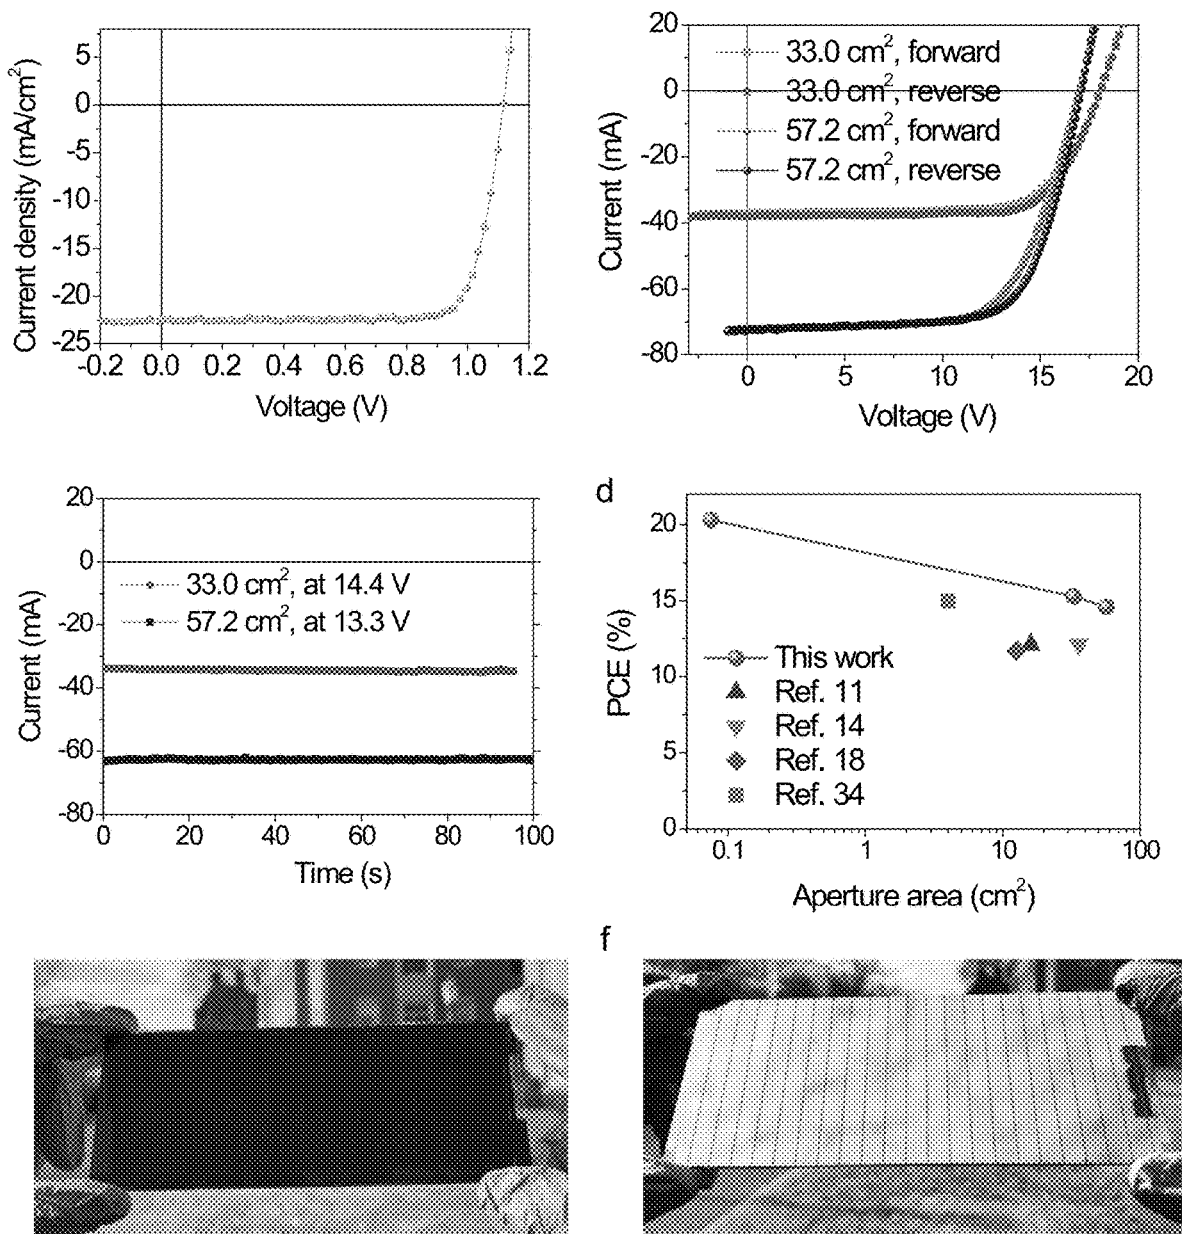 5
0
-5
-10
-15
-20
-25
-0.2 0.0 0.2 0.4 0.6 0.8 1.0 1.2
Voltage (V)
Current density (mA/cm²)
20
0
-20
-40
-60
-80
0 5 10 15 20
Voltage (V)
Current (mA)
33.0 cm², forward
33.0 cm², reverse
57.2 cm², forward
57.2 cm², reverse
20
0
-20
-40
-60
-80
0 20 40 60 80 100
Time (s)
Current (mA)
33.0 cm², at 14.4 V
57.2 cm², at 13.3 V
d
20
15
10
5
0
0.1 1 10 100
Aperture area (cm²)
PCE (%)
This work
Ref. 11
Ref. 14
Ref. 18
Ref. 34
f